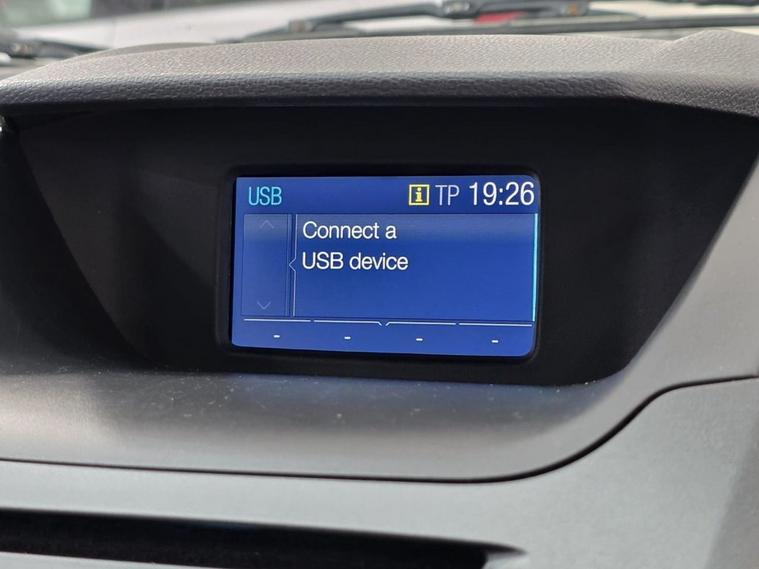 USB i TP 19:26
Connect a
USB device
- - - -